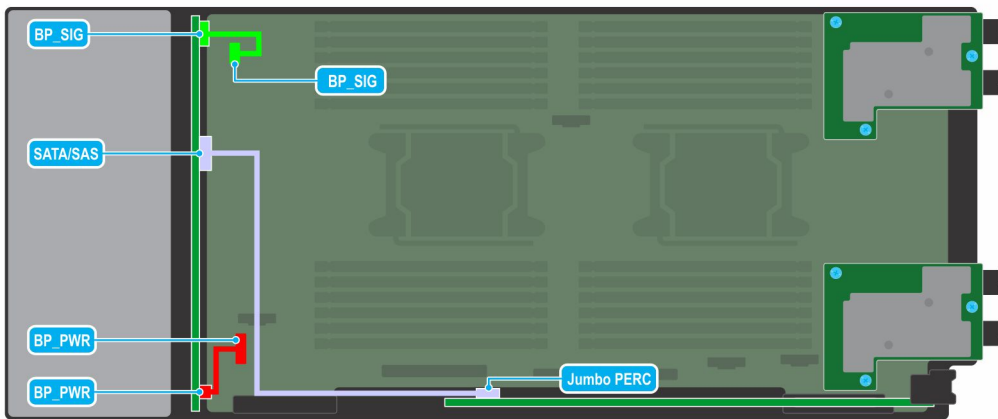 BP_SIG
BP_SIG
SATA/SAS
BP_PWR
Jumbo PERC
BP_PWR